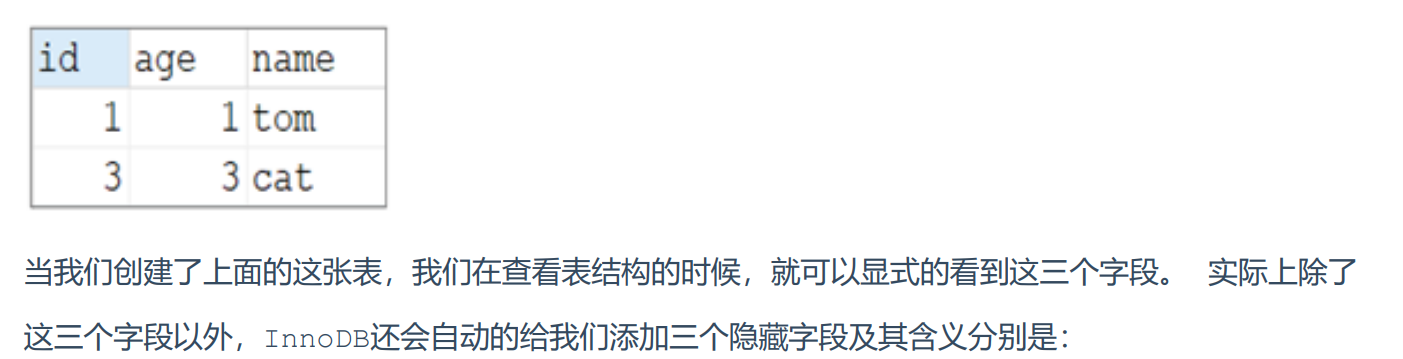 id age name
1 1 tom
3 3 cat
当我们创建了上面的这张表，我们在查看表结构的时候，就可以显式的看到这三个字段。 实际上除了
这三个字段以外，InnoDB还会自动的给我们添加三个隐藏字段及其含义分别是：